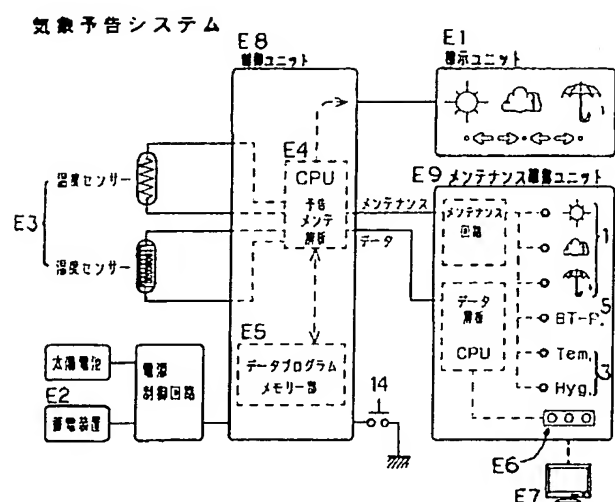 気象予告システム
E8
制御ユニット
E1
標示ユニット
E4
CPU
予告
メンテ
解板
E3
温度センサー
湿度センサー
メンテナンス
データ
E9 メンテナンス端動ユニット
メンテナンス
回路
データ
解板
CPU
1
5
BT-P.
Tem.
3
Hyg.
E5
データプログラム
メモリー部
太陽電池
E2
蓄電装置
電源
制御回路
14
E6
E7